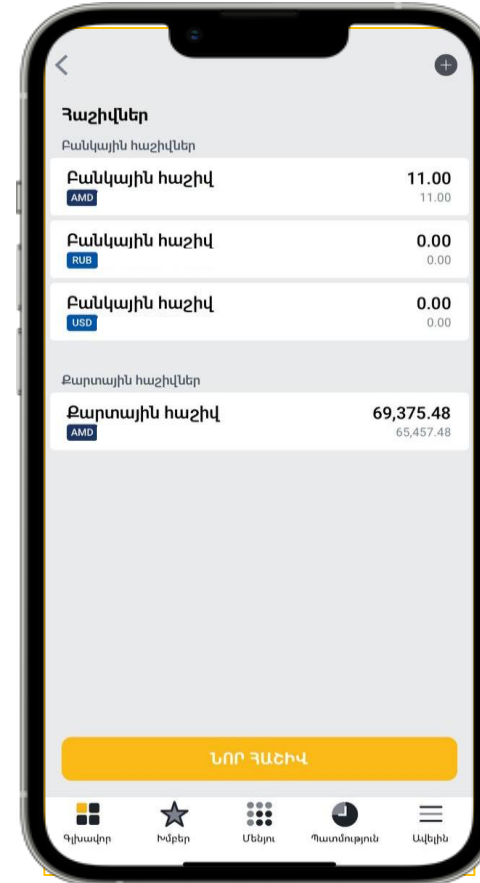 Հաշիվներ
Բանկային հաշիվներ
Բանկային հաշիվ 11.00
AMD 11.00
Բանկային հաշիվ 0.00
RUB 0.00
Բանկային հաշիվ 0.00
USD 0.00
Քարտային հաշիվներ
Քարտային հաշիվ 69,375.48
AMD 65,457.48
ՆՈՐ ՀԱՇԻՎ
Գլխավոր Խմբեր Մենյու Պատմություն Ավելին